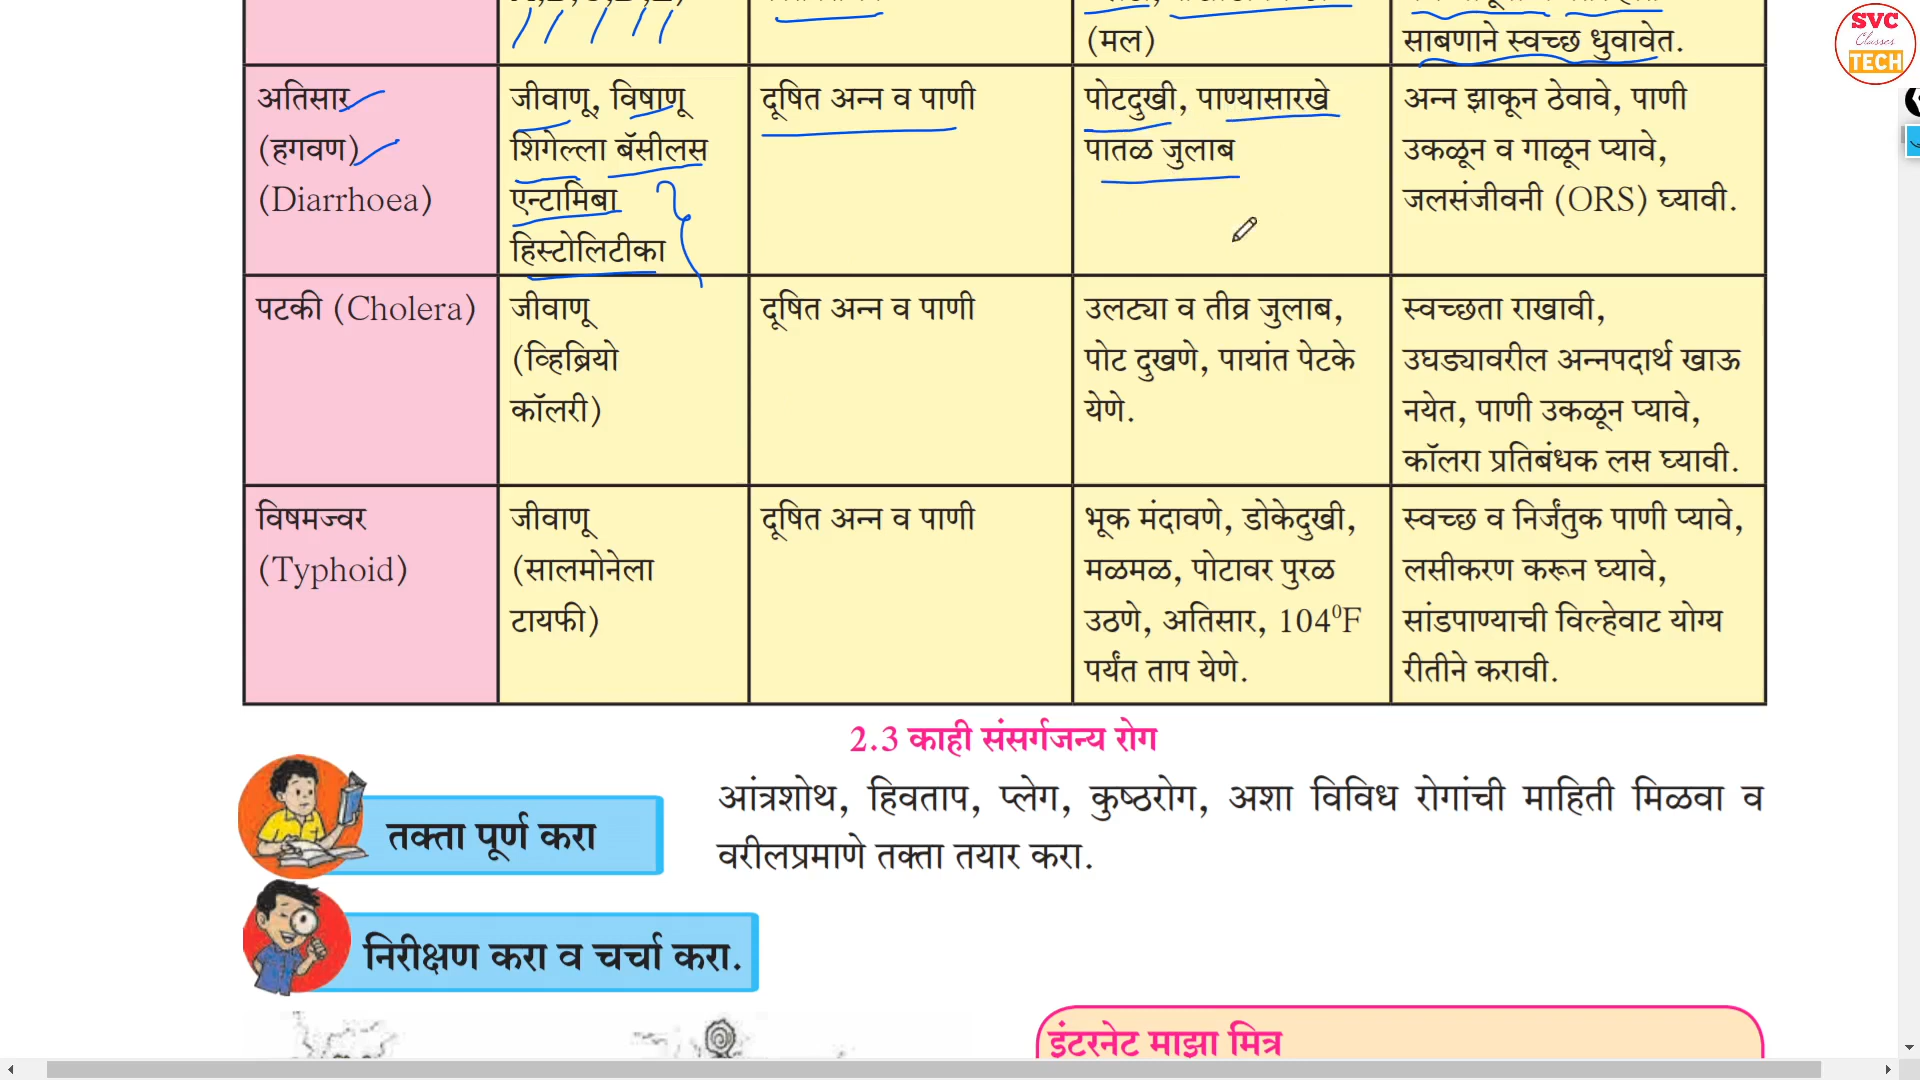 (मल)
साबणाने स्वच्छ धुवावेत.
SVC
Classes
TECH
अतिसार
(हगवण)
(Diarrhoea)
जीवाणू, विषाणू
शिगेल्ला बॅसीलस
एन्टामिबा
हिस्टोलिटीका
दूषित अन्न व पाणी
पोटदुखी, पाण्यासारखे
पातळ जुलाब
अन्न झाकून ठेवावे, पाणी
उकळून व गाळून प्यावे,
जलसंजीवनी (ORS) घ्यावी.
पटकी (Cholera)
जीवाणू
(व्हिब्रियो
कॉलरी)
दूषित अन्न व पाणी
उलट्या व तीव्र जुलाब,
पोट दुखणे, पायांत पेटके
येणे.
स्वच्छता राखावी,
उघड्यावरील अन्नपदार्थ खाऊ
नयेत, पाणी उकळून प्यावे,
कॉलरा प्रतिबंधक लस घ्यावी.
विषमज्वर
(Typhoid)
जीवाणू
(सालमोनेला
टायफी)
दूषित अन्न व पाणी
भूक मंदावणे, डोकेदुखी,
मळमळ, पोटावर पुरळ
उठणे, अतिसार, 104⁰F
पर्यंत ताप येणे.
स्वच्छ व निर्जंतुक पाणी प्यावे,
लसीकरण करून घ्यावे,
सांडपाण्याची विल्हेवाट योग्य
रीतीने करावी.
2.3 काही संसर्गजन्य रोग
तक्ता पूर्ण करा
आंत्रशोथ, हिवताप, प्लेग, कुष्ठरोग, अशा विविध रोगांची माहिती मिळवा व
वरीलप्रमाणे तक्ता तयार करा.
निरीक्षण करा व चर्चा करा.
इंटरनेट माझा मित्र